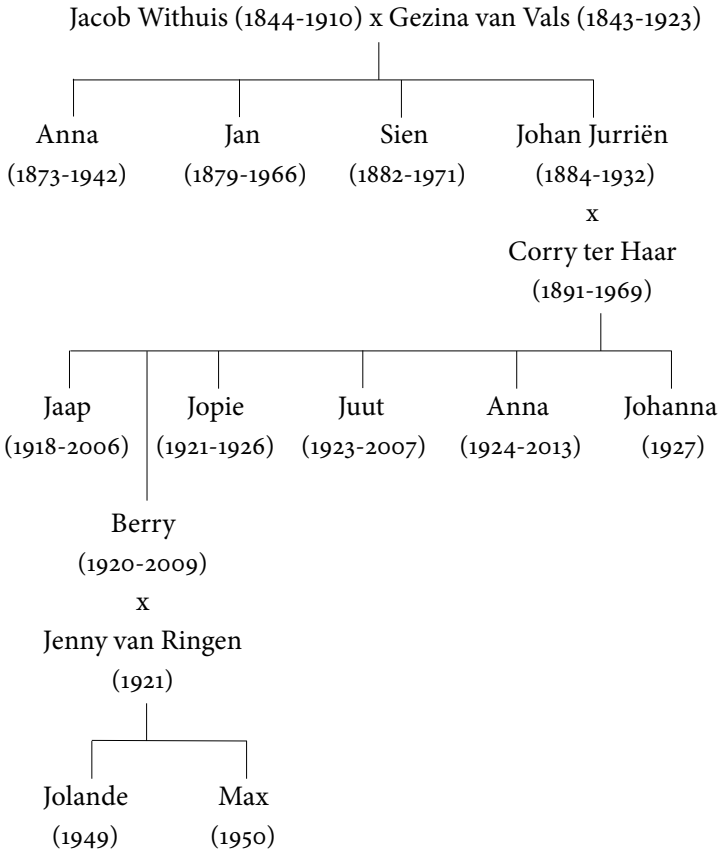 Jacob Withuis (1844-1910) x Gezina van Vals (1843-1923)
Anna Jan Sien Johan Jurriën
(1873-1942) (1879-1966) (1882-1971) (1884-1932)
x
Corry ter Haar
(1891-1969)
Jaap Jopie Juut Anna Johanna
(1918-2006) (1921-1926) (1923-2007) (1924-2013) (1927)
Berry
(1920-2009)
x
Jenny van Ringen
(1921)
Jolande Max
(1949) (1950)